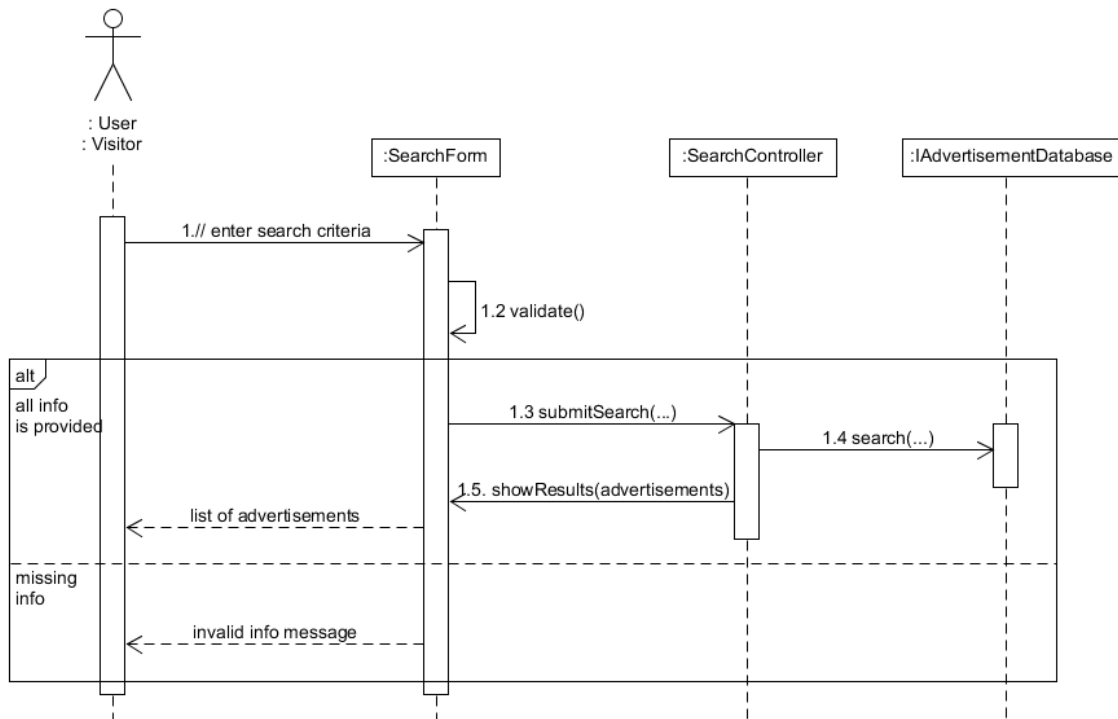 : User
: Visitor
:SearchForm
:SearchController
:IAdvertisementDatabase
1.// enter search criteria
1.2 validate()
alt
all info
is provided
1.3 submitSearch(...)
1.4 search(...)
1.5. showResults(advertisements)
list of advertisements
missing
info
invalid info message